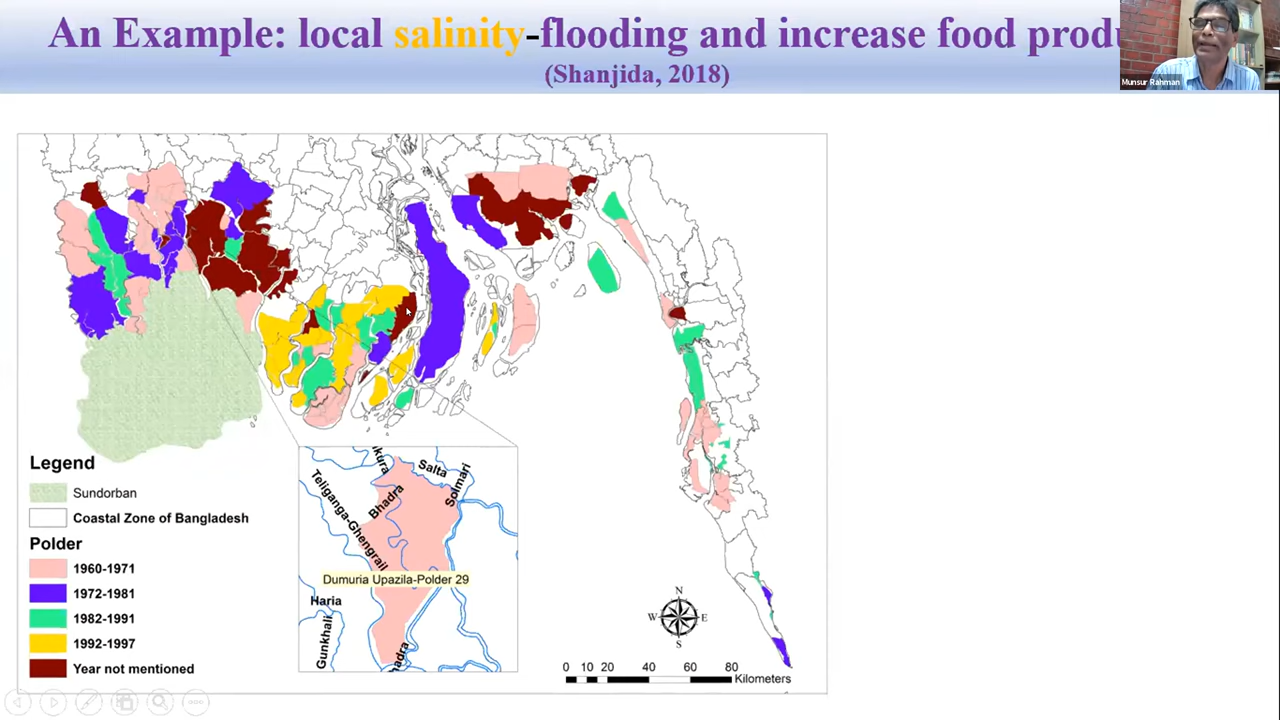 An Example: local salinity-flooding and increase food produ
(Shanjida, 2018)
Munsur Rahman
Legend
Sundorban
Coastal Zone of Bangladesh
Polder
1960-1971
1972-1981
1982-1991
1992-1997
Year not mentioned
kura
Salta
Solmari
Bhadra
Teliganga-Ghengrail
Dumuria Upazila-Polder 29
Haria
Gunkhali
hadra
N
W
E
S
0 10 20 40 60 80
Kilometers